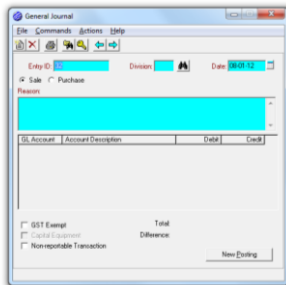 General Journal
File Commands Actions Help
Entry ID: Division: Date: 08-01-12
Sale Purchase
Reason:
GL Account Account Description Debit Credit
GST Exempt Total:
Capital Equipment Difference:
Non-reportable Transaction
New Posting